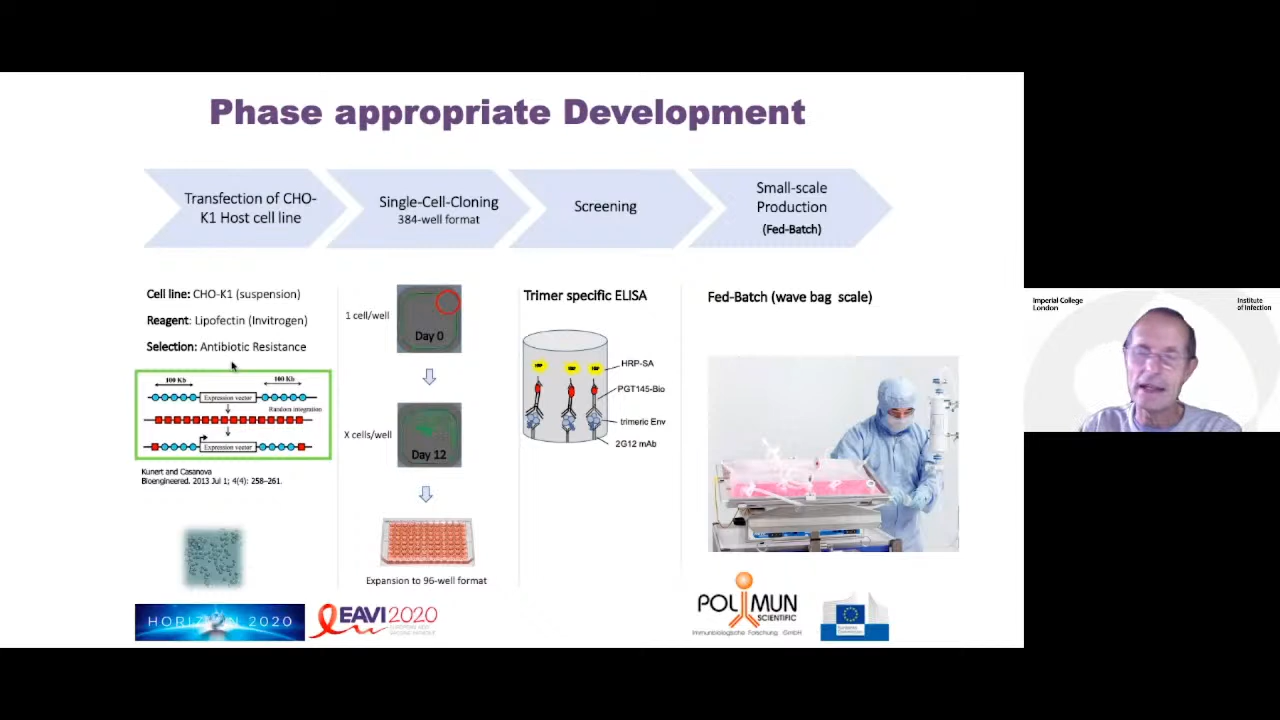 Phase appropriate Development
Transfection of CHO-
K1 Host cell line
Single-Cell-Cloning
384-well format
Screening
Small-scale
Production
(Fed-Batch)
Cell line: CHO-K1 (suspension)
Reagent: Lipofectin (Invitrogen)
Selection: Antibiotic Resistance
100 Kb
100 Kb
Expression vector
Random integration
Expression vector
Kunert and Casanova
Bioengineered. 2013 Jul 1; 4(4): 258–261.
1 cell/well
Day 0
X cells/well
Day 12
Expansion to 96-well format
Trimer specific ELISA
HRP-SA
PGT145-Bio
trimeric Env
2G12 mAb
Fed-Batch (wave bag scale)
HORIZON 2020
EAVI2020
POLYMUN
SCIENTIFIC
Immunbiologische Forschung GmbH
Imperial College
London
Institute
of Infection